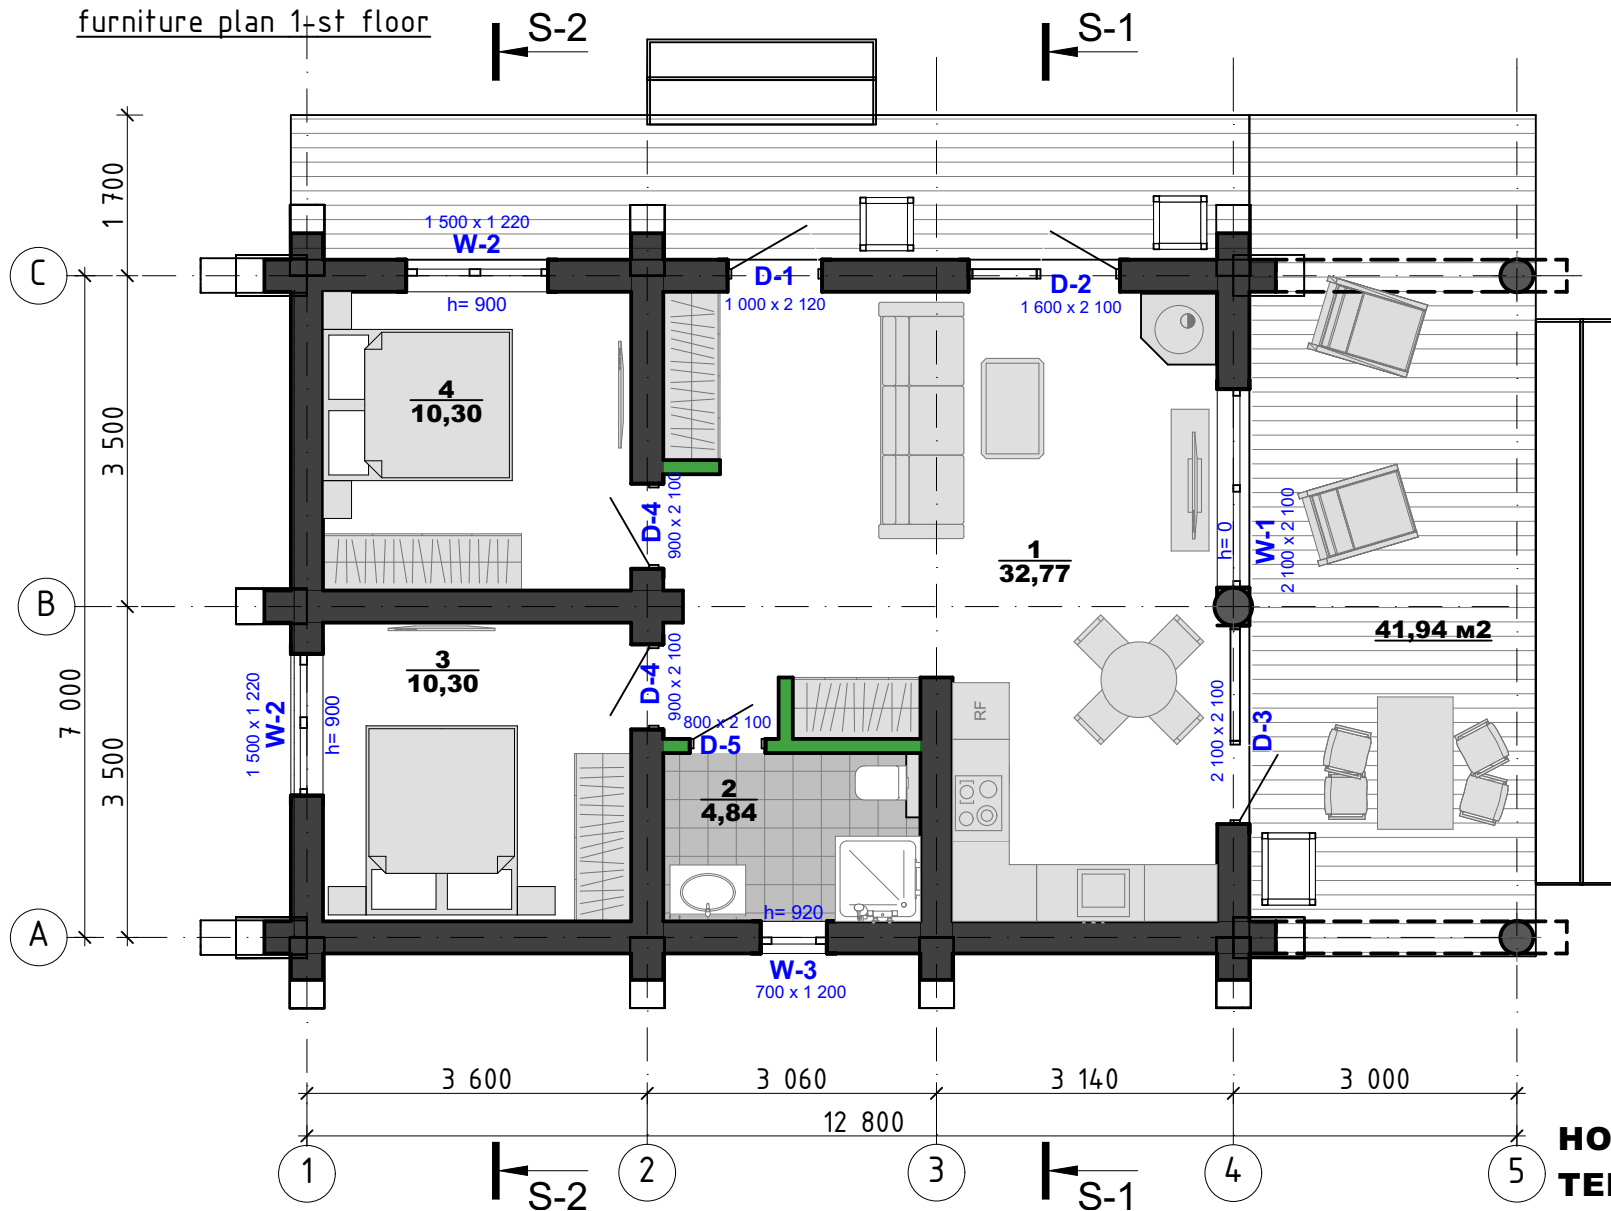 furniture plan 1-st floor
S-2
S-1
1 700
1 500 x 1 220
W-2
h= 900
D-1
1 000 x 2 120
D-2
1 600 x 2 100
C
3 500
4
10,30
D-4
900 x 2 100
1
32,77
h= 0
W-1
2 100 x 2 100
B
41,94 м2
7 000
3
10,30
D-4
900 x 2 100
1 500 x 1 220
W-2
h= 900
800 x 2 100
D-5
RF
2 100 x 2 100
D-3
3 500
2
4,84
h= 920
A
W-3
700 x 1 200
3 600
3 060
3 140
3 000
12 800
1
2
3
4
5
S-2
S-1